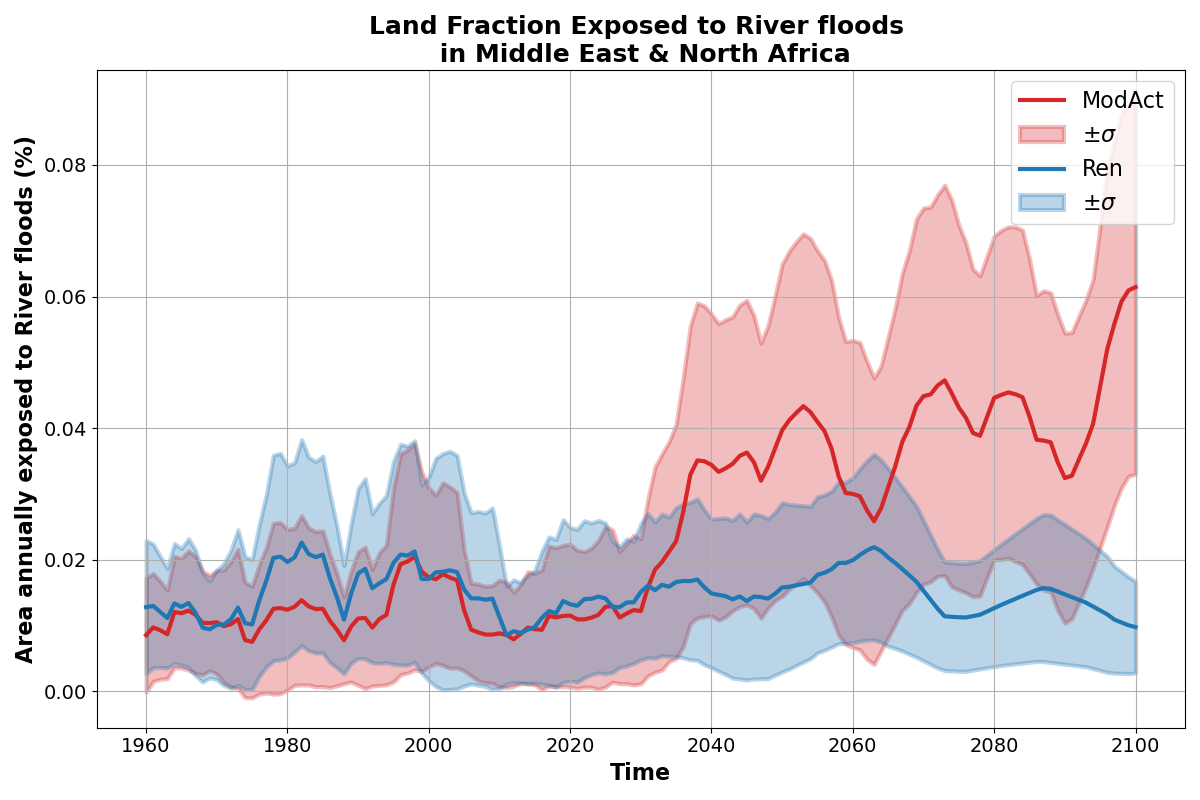 Land Fraction Exposed to River floods
in Middle East & North Africa
Area annually exposed to River floods (%)
0.08
0.06
0.04
0.02
0.00
ModAct
±σ
Ren
±σ
1960 1980 2000 2020 2040 2060 2080 2100
Time